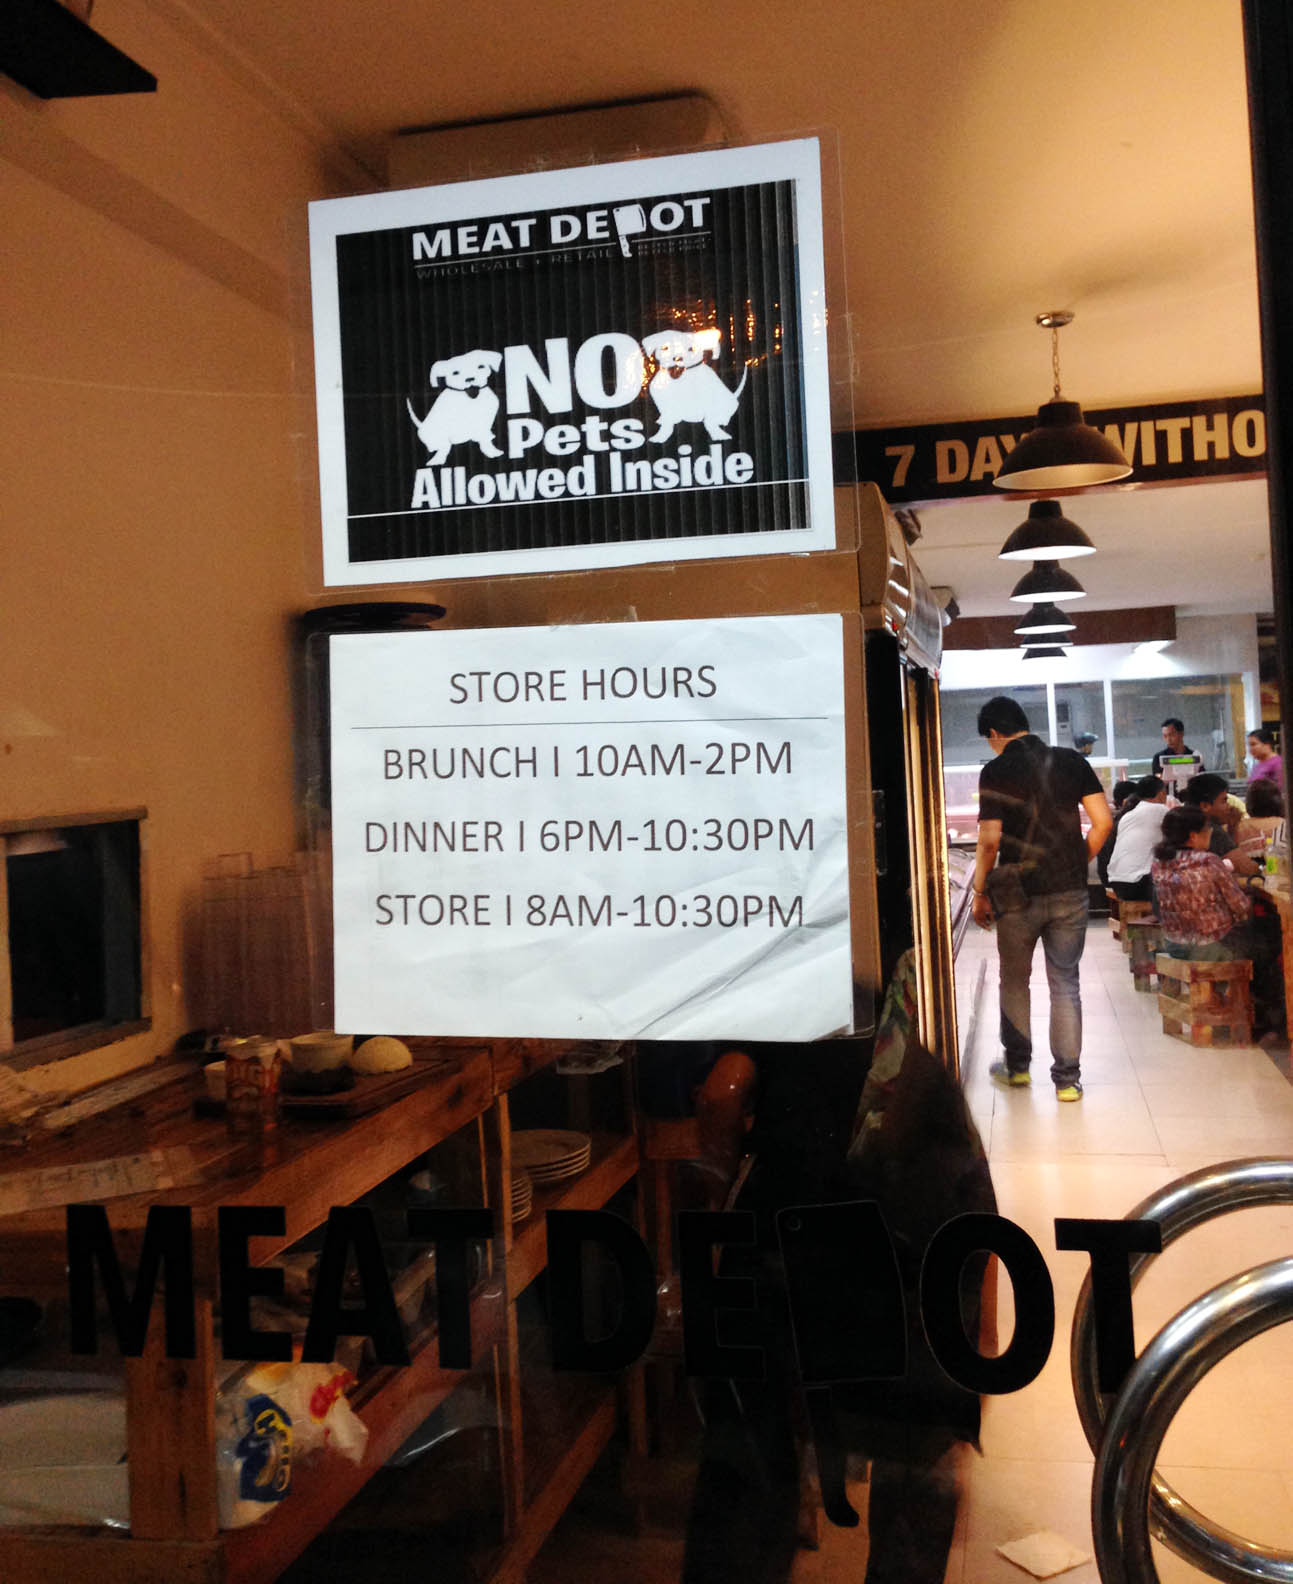 MEAT DEPOT
WHOLESALE + RETAIL
NO
Pets
Allowed Inside
7 DAYS WITHO
STORE HOURS
BRUNCH I 10AM-2PM
DINNER I 6PM-10:30PM
STORE I 8AM-10:30PM
MEAT DEPOT